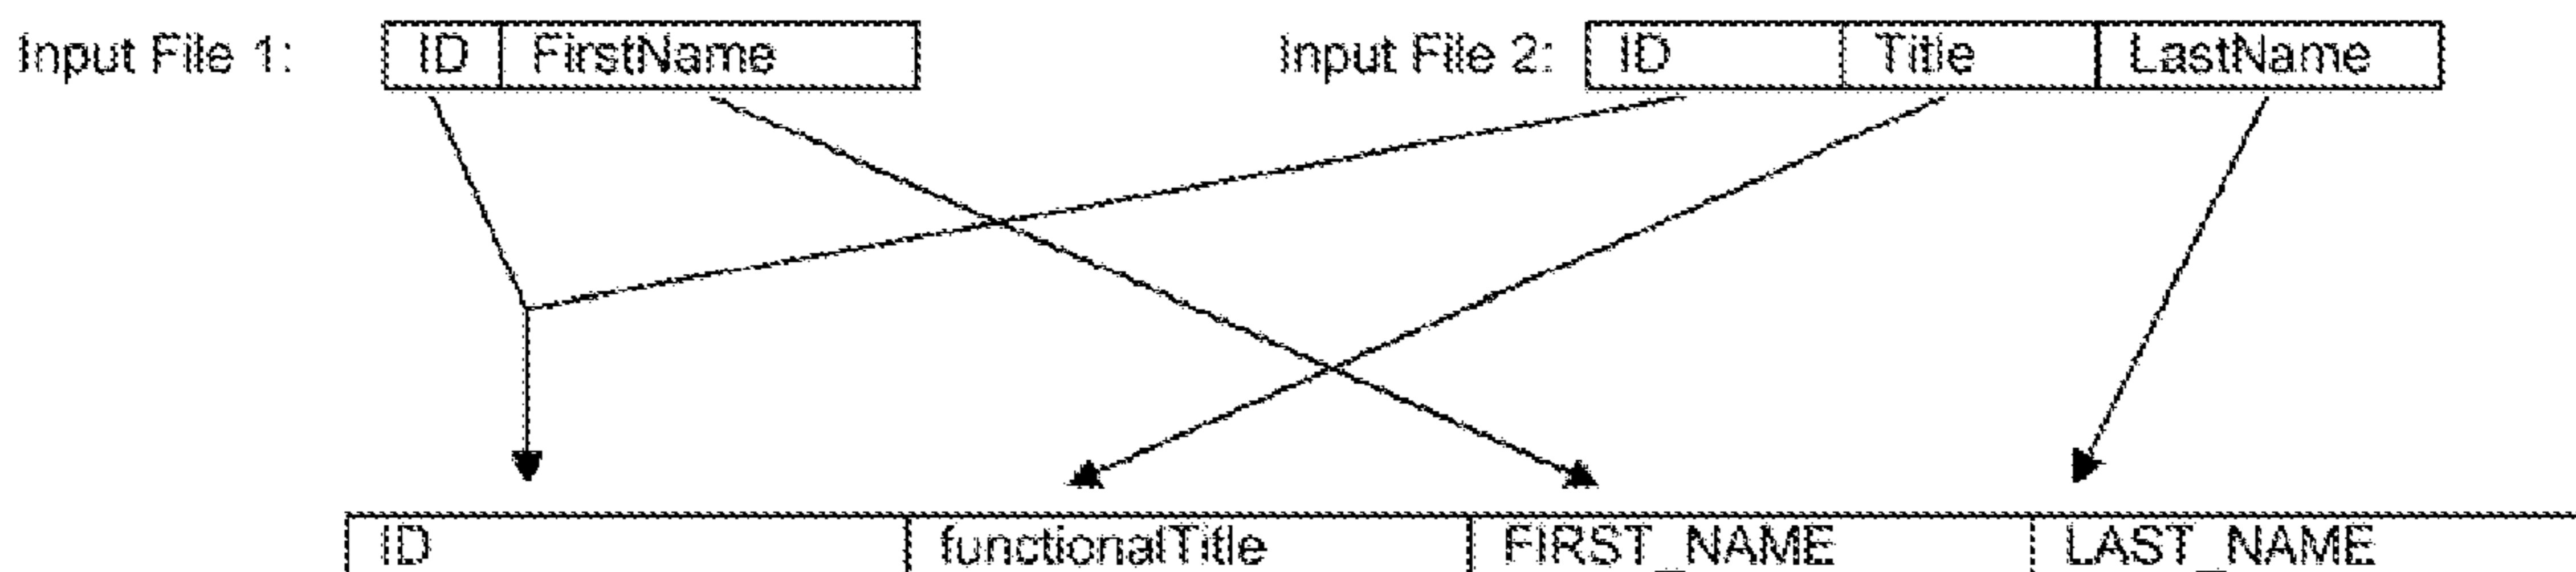 Input File 1: ID FirstName Input File 2: ID Title LastName
ID functionalTitle FIRST_NAME LAST_NAME